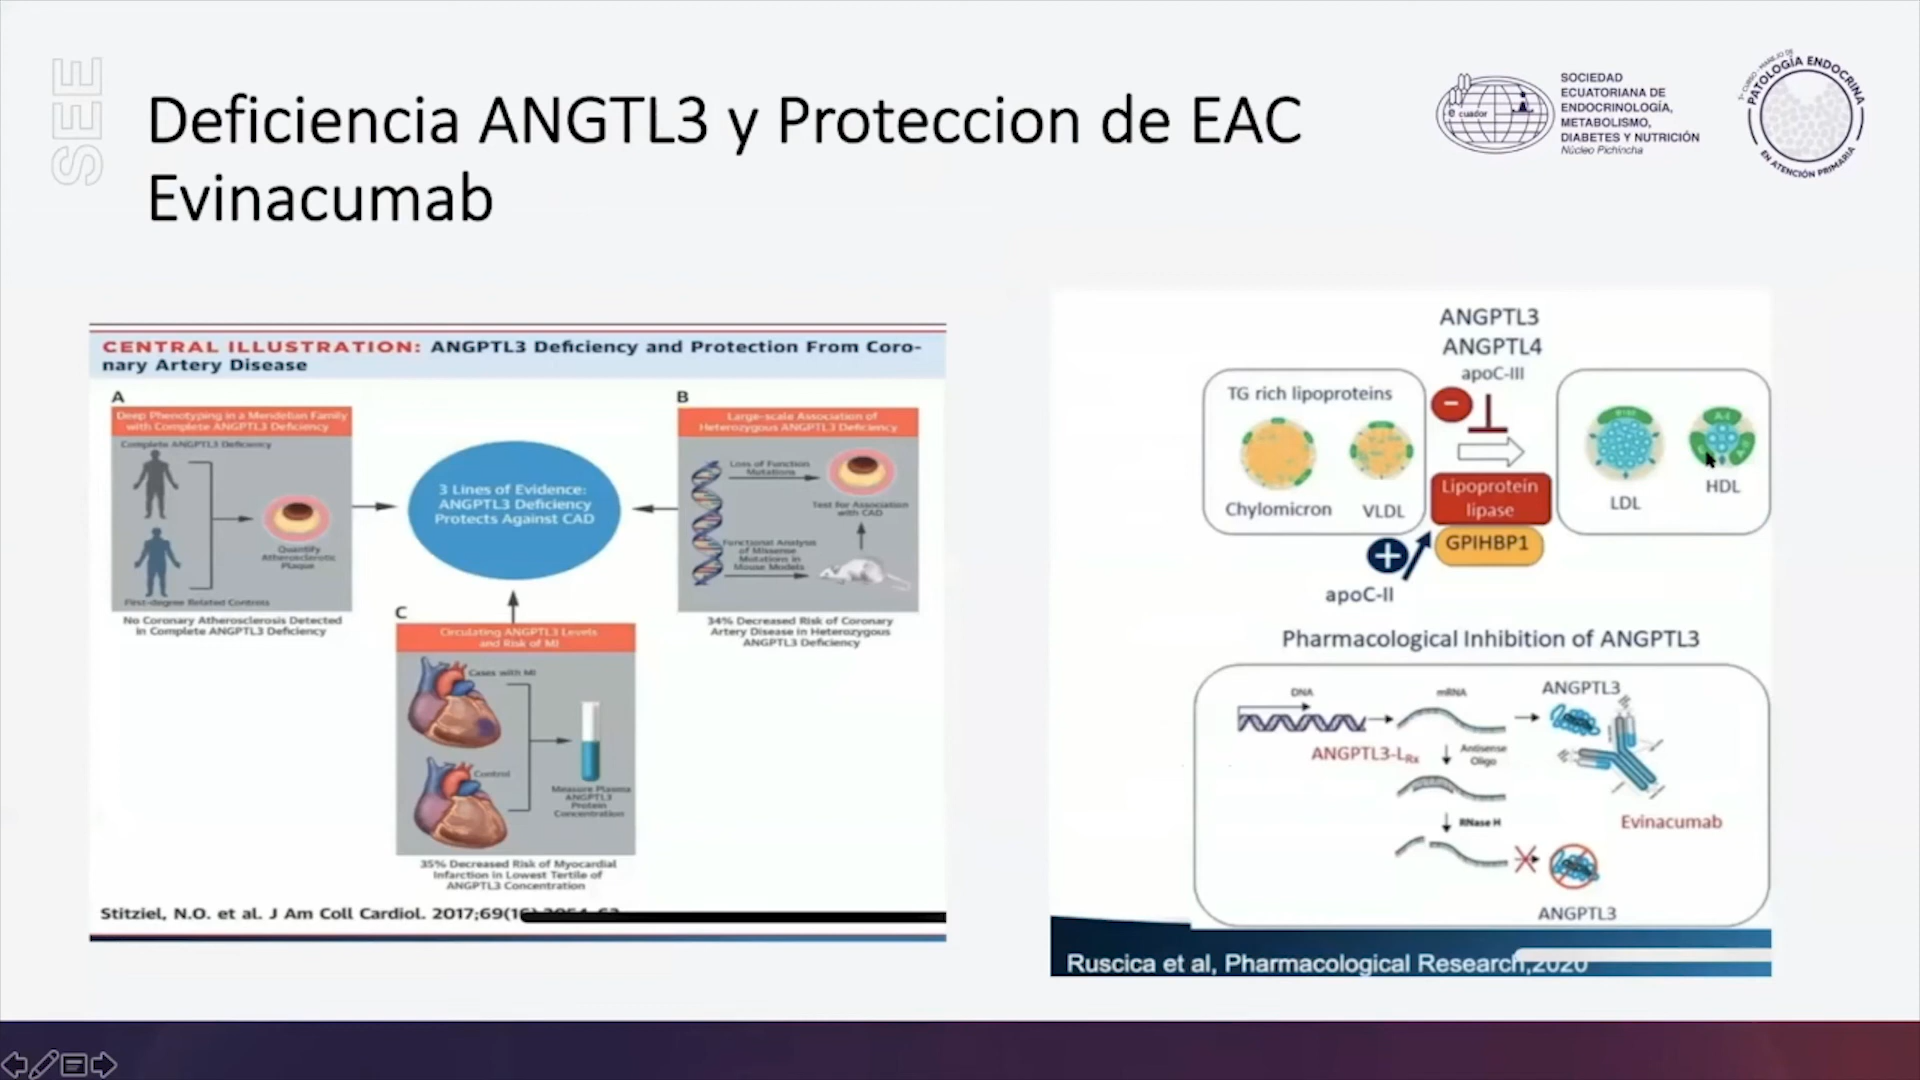 SEE
Deficiencia ANGTL3 y Proteccion de EAC
Evinacumab
SOCIEDAD
ECUATORIANA DE
ENDOCRINOLOGÍA,
METABOLISMO,
DIABETES Y NUTRICIÓN
Núcleo Pichincha
ecuador
PATOLOGÍA ENDOCRINA
EN ATENCIÓN PRIMARIA
CENTRAL ILLUSTRATION: ANGPTL3 Deficiency and Protection From Coro-
nary Artery Disease
A
Deep Phenotyping in a Mendelian Family
with Complete ANGPTL3 Deficiency
Complete ANGPTL3 Deficiency
Quantify
Atherosclerotic
Plaque
First-degree Related Controls
No Coronary Atherosclerosis Detected
in Complete ANGPTL3 Deficiency
3 Lines of Evidence:
ANGPTL3 Deficiency
Protects Against CAD
B
Large-scale Association of
Heterozygous ANGPTL3 Deficiency
Loss of Function
Mutations
Test for Association
with CAD
Functional Analysis
of Missense
Mutations in
Mouse Models
34% Decreased Risk of Coronary
Artery Disease in Heterozygous
ANGPTL3 Deficiency
C
Circulating ANGPTL3 Levels
and Risk of MI
Cases with MI
Control
Measure Plasma
ANGPTL3
Protein
Concentration
35% Decreased Risk of Myocardial
Infarction in Lowest Tertile of
ANGPTL3 Concentration
Stitziel, N.O. et al. J Am Coll Cardiol. 2017;69(16)
ANGPTL3
ANGPTL4
apoC-III
TG rich lipoproteins
Chylomicron
VLDL
Lipoprotein
lipase
GPIHBP1
apoC-II
LDL
HDL
Pharmacological Inhibition of ANGPTL3
DNA
mRNA
ANGPTL3
ANGPTL3-LRx
Antisense
Oligo
RNase H
Evinacumab
ANGPTL3
Ruscica et al, Pharmacological Research,2020